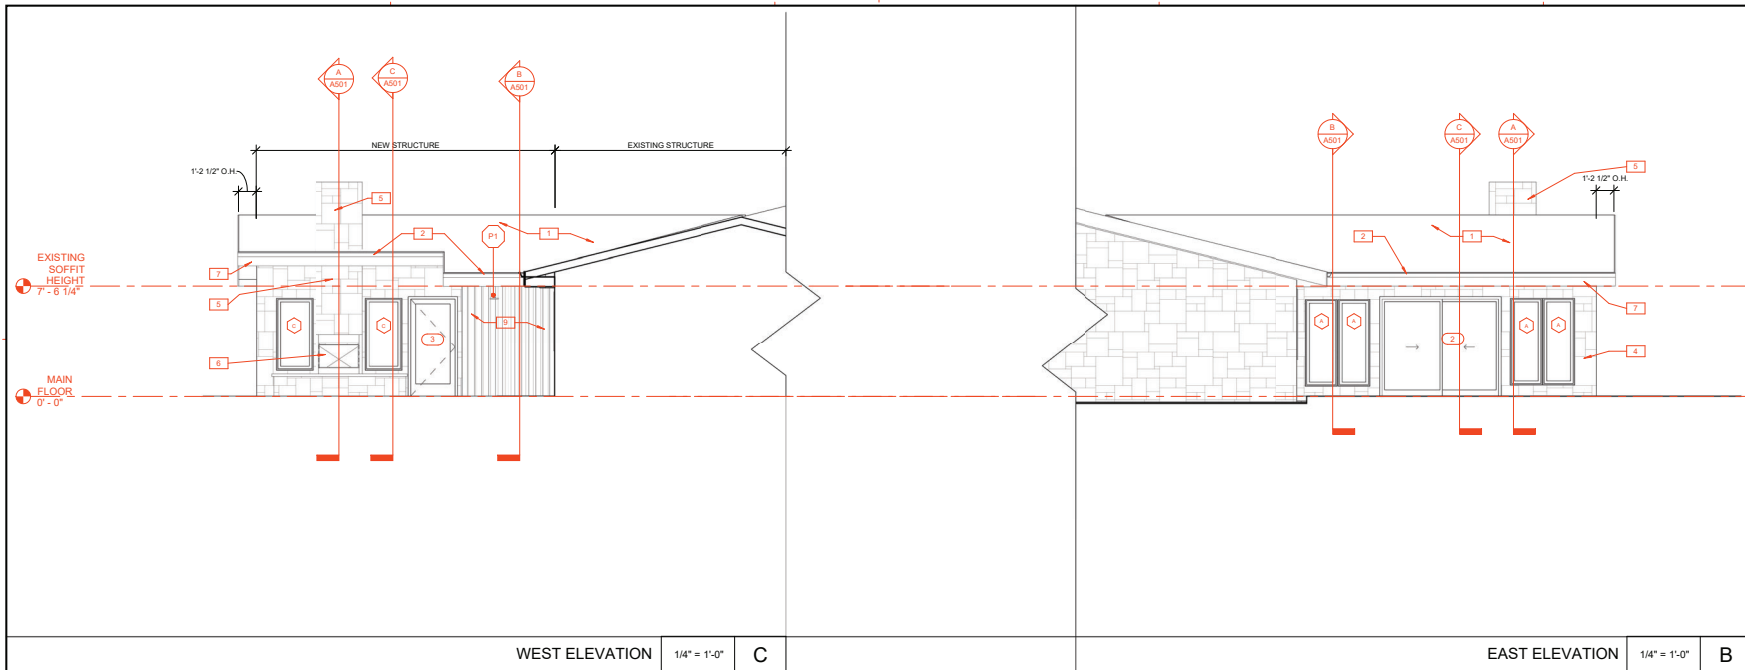 A
A501
C
A501
B
A501
NEW STRUCTURE
EXISTING STRUCTURE
1'-2 1/2" O.H.
5
2
P1
1
7
5
6
C
C
3
9
EXISTING
SOFFIT
HEIGHT
7' - 6 1/4"
MAIN
FLOOR
0' - 0"
WEST ELEVATION
1/4" = 1'-0"
C
B
A501
C
A501
A
A501
5
1'-2 1/2" O.H.
2
1
7
A
A
2
A
A
4
EAST ELEVATION
1/4" = 1'-0"
B